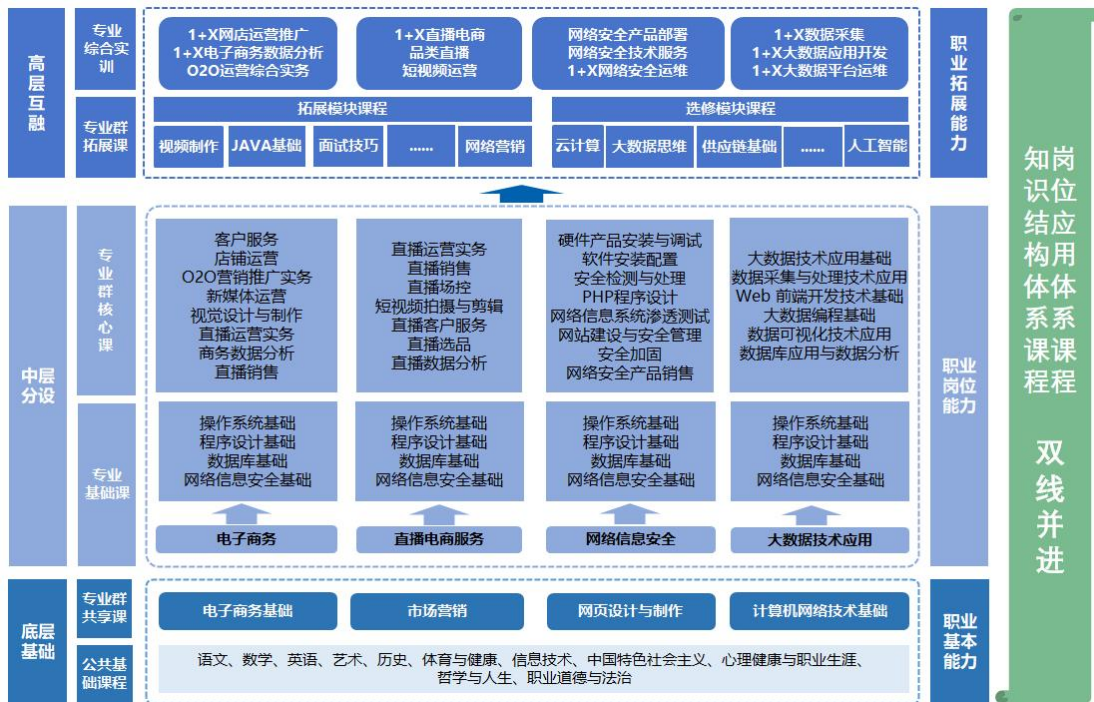 高层互融
专业
综合实
训
1+X网店运营推广
1+X电子商务数据分析
O2O运营综合实务
1+X直播电商
品类直播
短视频运营
网络安全产品部署
网络安全技术服务
1+X网络安全运维
1+X数据采集
1+X大数据应用开发
1+X大数据平台运维
专业群
拓展课
拓展模块课程
视频制作
JAVA基础
面试技巧
......
网络营销
选修模块课程
云计算
大数据思维
供应链基础
......
人工智能
职业拓展能力
中层
分设
专业群核心课
客户服务
店铺运营
O2O营销推广实务
新媒体运营
视觉设计与制作
直播运营实务
商务数据分析
直播销售
直播运营实务
直播销售
直播场控
短视频拍摄与剪辑
直播客户服务
直播选品
直播数据分析
硬件产品安装与调试
软件安装配置
安全检测与处理
PHP程序设计
网络信息系统渗透测试
网站建设与安全管理
安全加固
网络安全产品销售
大数据技术应用基础
数据采集与处理技术应用
Web 前端开发技术基础
大数据编程基础
数据可视化技术应用
数据库应用与数据分析
专业
基础课
操作系统基础
程序设计基础
数据库基础
网络信息安全基础
操作系统基础
程序设计基础
数据库基础
网络信息安全基础
操作系统基础
程序设计基础
数据库基础
网络信息安全基础
操作系统基础
程序设计基础
数据库基础
网络信息安全基础
电子商务
直播电商服务
网络信息安全
大数据技术应用
职业
岗位
能力
底层
基础
专业群
共享课
电子商务基础
市场营销
网页设计与制作
计算机网络技术基础
公共基
础课程
语文、数学、英语、艺术、历史、体育与健康、信息技术、中国特色社会主义、心理健康与职业生涯、
哲学与人生、职业道德与法治
职业
基本
能力
岗位应用体系课程
知识结构体系课程
双线并进